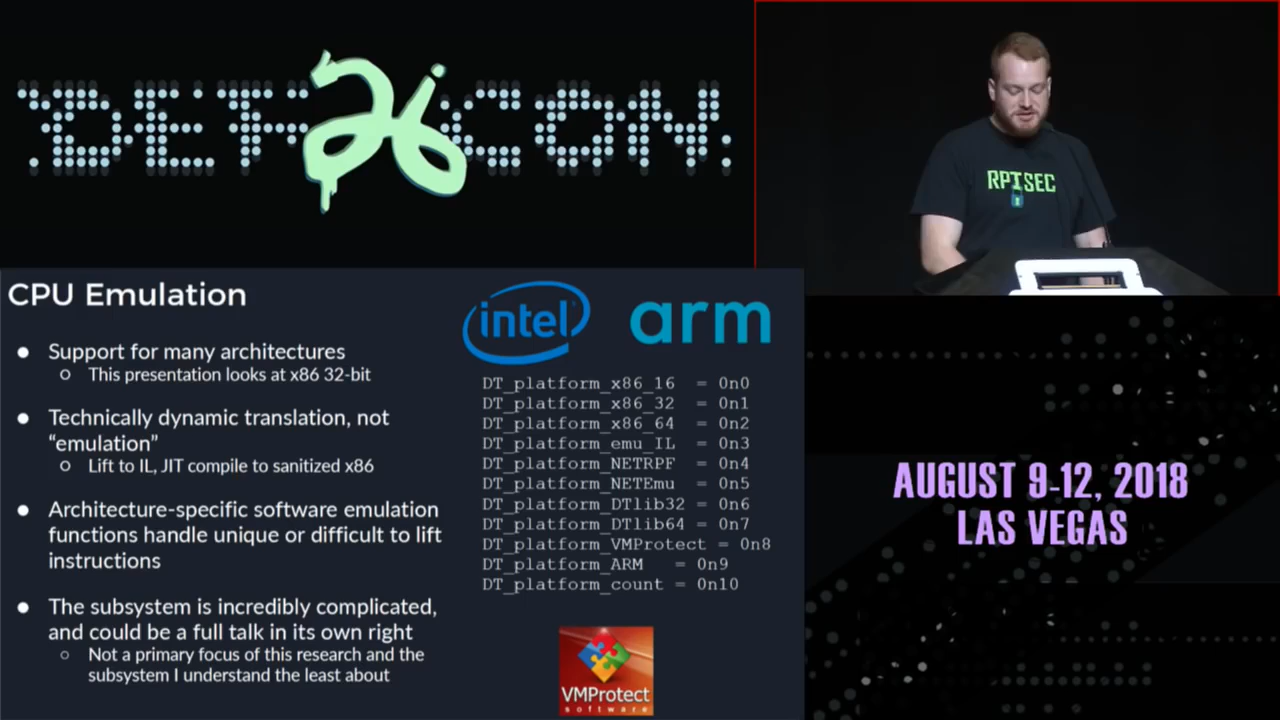 DEF 26 CON
RPISEC
CPU Emulation
intel
arm
● Support for many architectures
○ This presentation looks at x86 32-bit
● Technically dynamic translation, not
“emulation”
○ Lift to IL, JIT compile to sanitized x86
● Architecture-specific software emulation
functions handle unique or difficult to lift
instructions
● The subsystem is incredibly complicated,
and could be a full talk in its own right
○ Not a primary focus of this research and the
subsystem I understand the least about
DT_platform_x86_16 = 0n0
DT_platform_x86_32 = 0n1
DT_platform_x86_64 = 0n2
DT_platform_emu_IL = 0n3
DT_platform_NETRPF = 0n4
DT_platform_NETEmu = 0n5
DT_platform_DTlib32 = 0n6
DT_platform_DTlib64 = 0n7
DT_platform_VMProtect = 0n8
DT_platform_ARM = 0n9
DT_platform_count = 0n10
VMProtect
software
AUGUST 9-12, 2018
LAS VEGAS